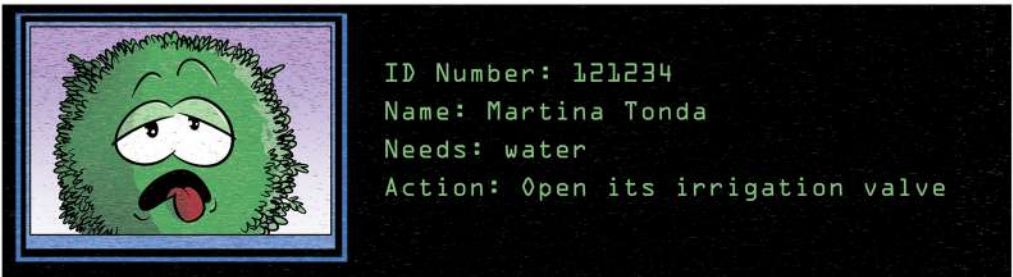 ID Number: 121234
Name: Martina Tonda
Needs: water
Action: Open its irrigation valve